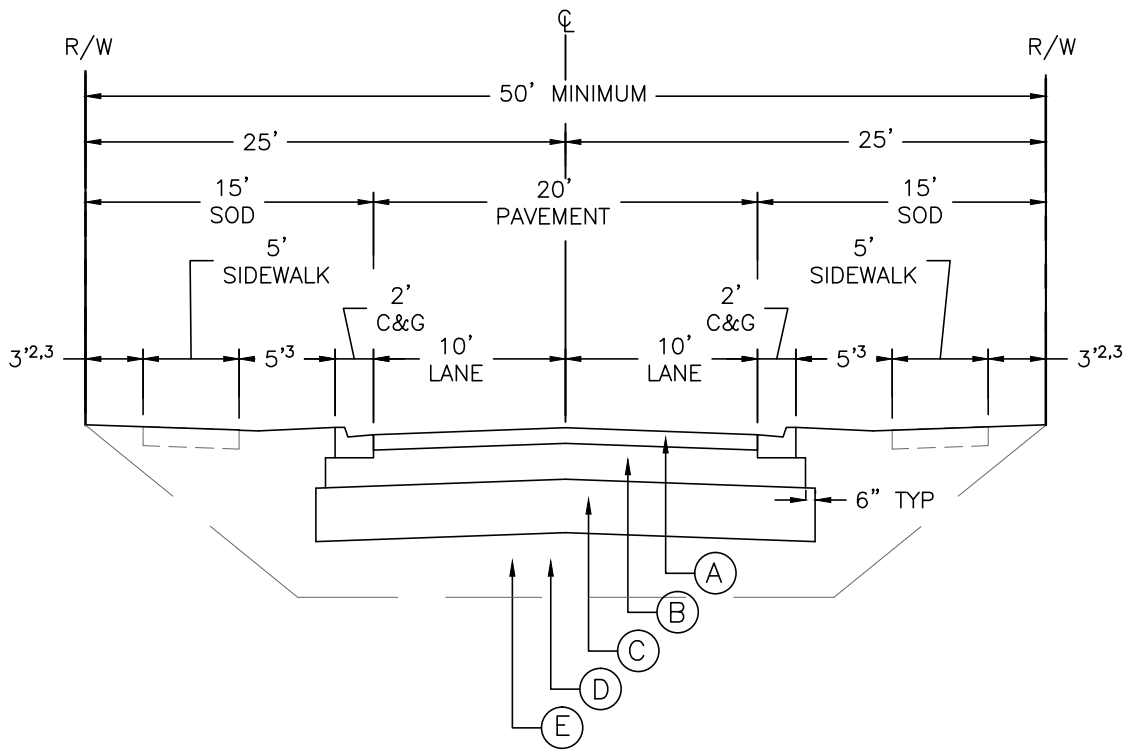 ℄
R/W
R/W
50' MINIMUM
25'
25'
15'
SOD
20'
PAVEMENT
15'
SOD
5'
SIDEWALK
5'
SIDEWALK
2'
C&G
2'
C&G
3'2,3
5'3
10'
LANE
10'
LANE
5'3
3'2,3
6" TYP
A
B
C
D
E